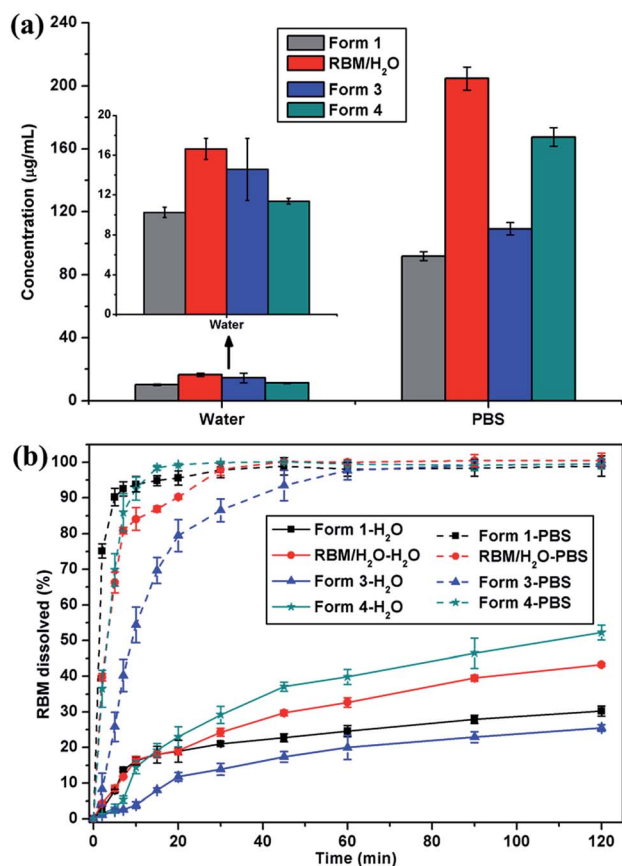 (a)
Form 1
RBM/H₂O
Form 3
Form 4
Concentration (µg/mL)
240
200
160
120
80
40
0
20
16
12
8
4
0
Water
Water
PBS
(b)
RBM dissolved (%)
100
90
80
70
60
50
40
30
20
10
0
Form 1-H₂O
RBM/H₂O-H₂O
Form 3-H₂O
Form 4-H₂O
Form 1-PBS
RBM/H₂O-PBS
Form 3-PBS
Form 4-PBS
0 20 40 60 80 100 120
Time (min)